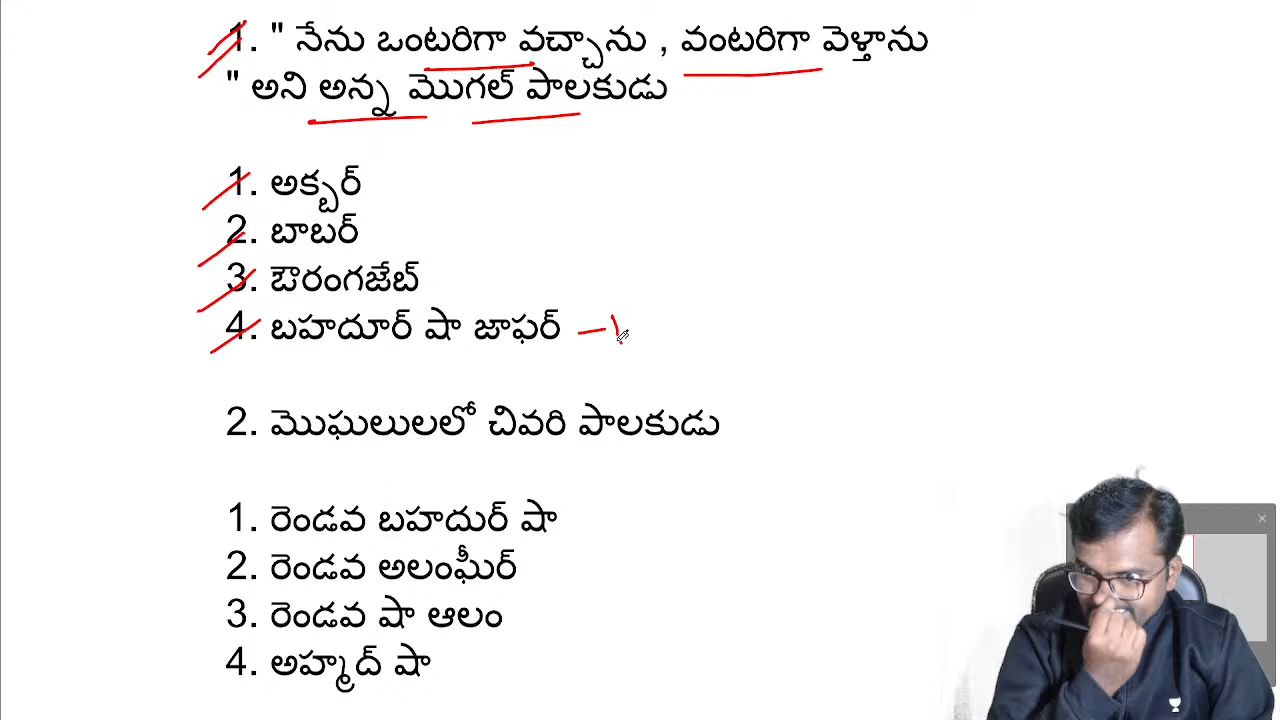 1. " నేను ఒంటరిగా వచ్చాను , వంటరిగా వెళ్తాను
" అని అన్న మొగల్ పాలకుడు
1. అక్బర్
2. బాబర్
3. ఔరంగజేబ్
4. బహదూర్ షా జాఫర్
2. మొఘలులలో చివరి పాలకుడు
1. రెండవ బహదుర్ షా
2. రెండవ అలంఘీర్
3. రెండవ షా ఆలం
4. అహ్మద్ షా